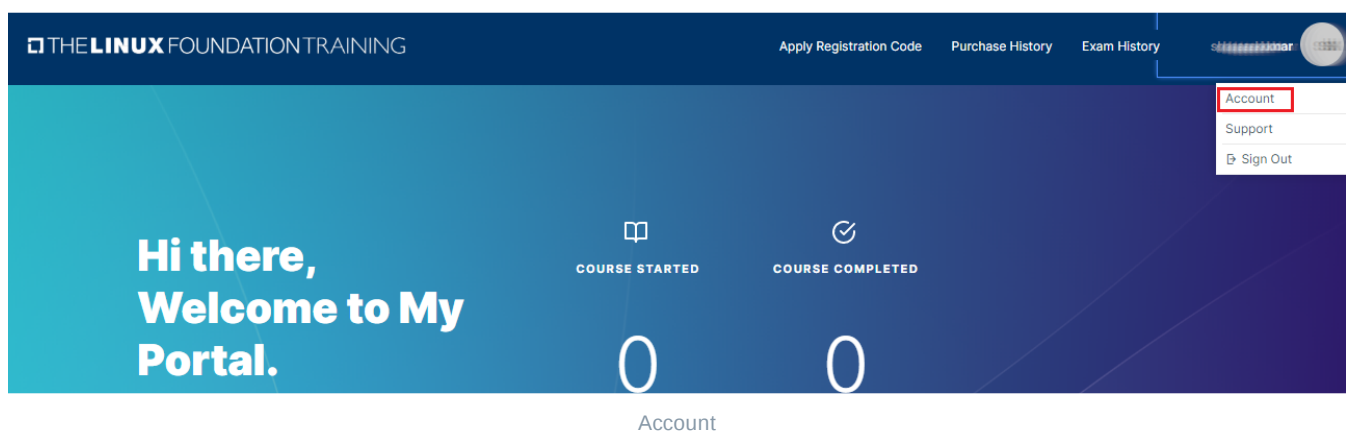 THE LINUX FOUNDATION TRAINING
Apply Registration Code
Purchase History
Exam History
Account
Support
Sign Out
Hi there,
Welcome to My
Portal.
COURSE STARTED
COURSE COMPLETED
0
0
Account